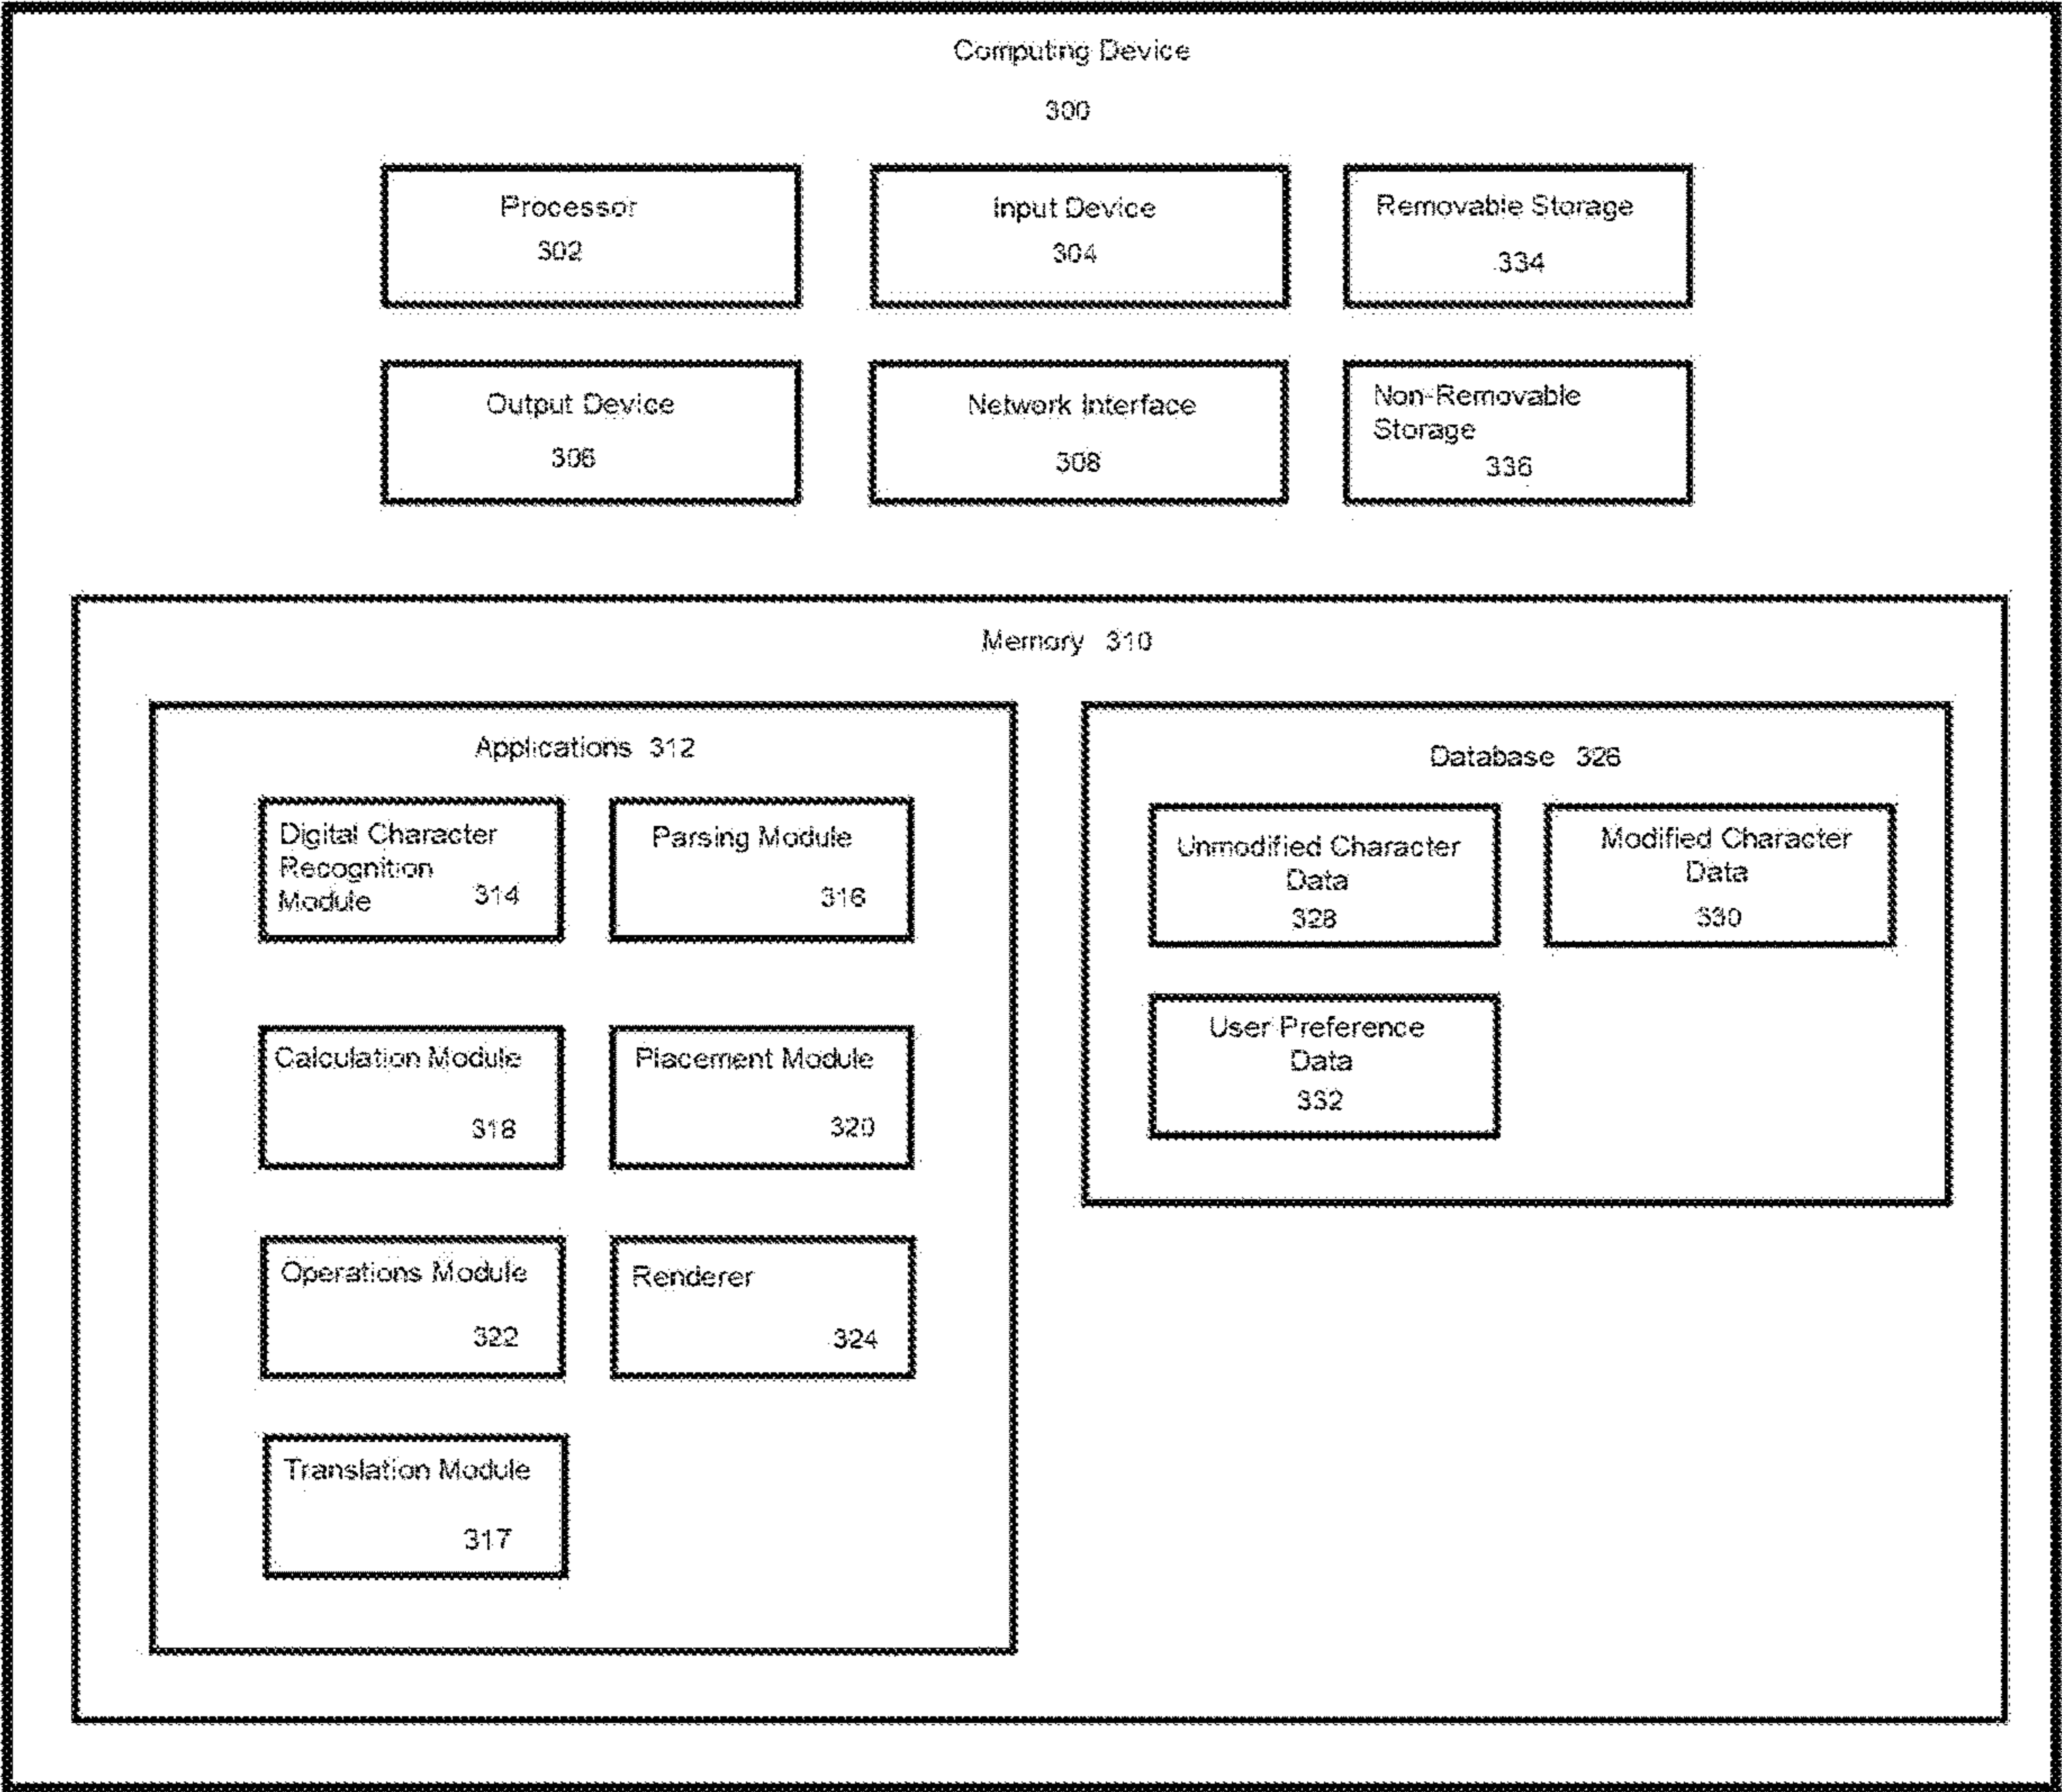 Computing Device
300
Processor
302
Input Device
304
Removable Storage
334
Output Device
306
Network Interface
308
Non-Removable
Storage
336
Memory 310
Applications 312
Digital Character
Recognition
Module 314
Parsing Module
316
Calculation Module
318
Placement Module
320
Operations Module
322
Renderer
324
Translation Module
317
Database 326
Unmodified Character
Data
328
Modified Character
Data
330
User Preference
Data
332